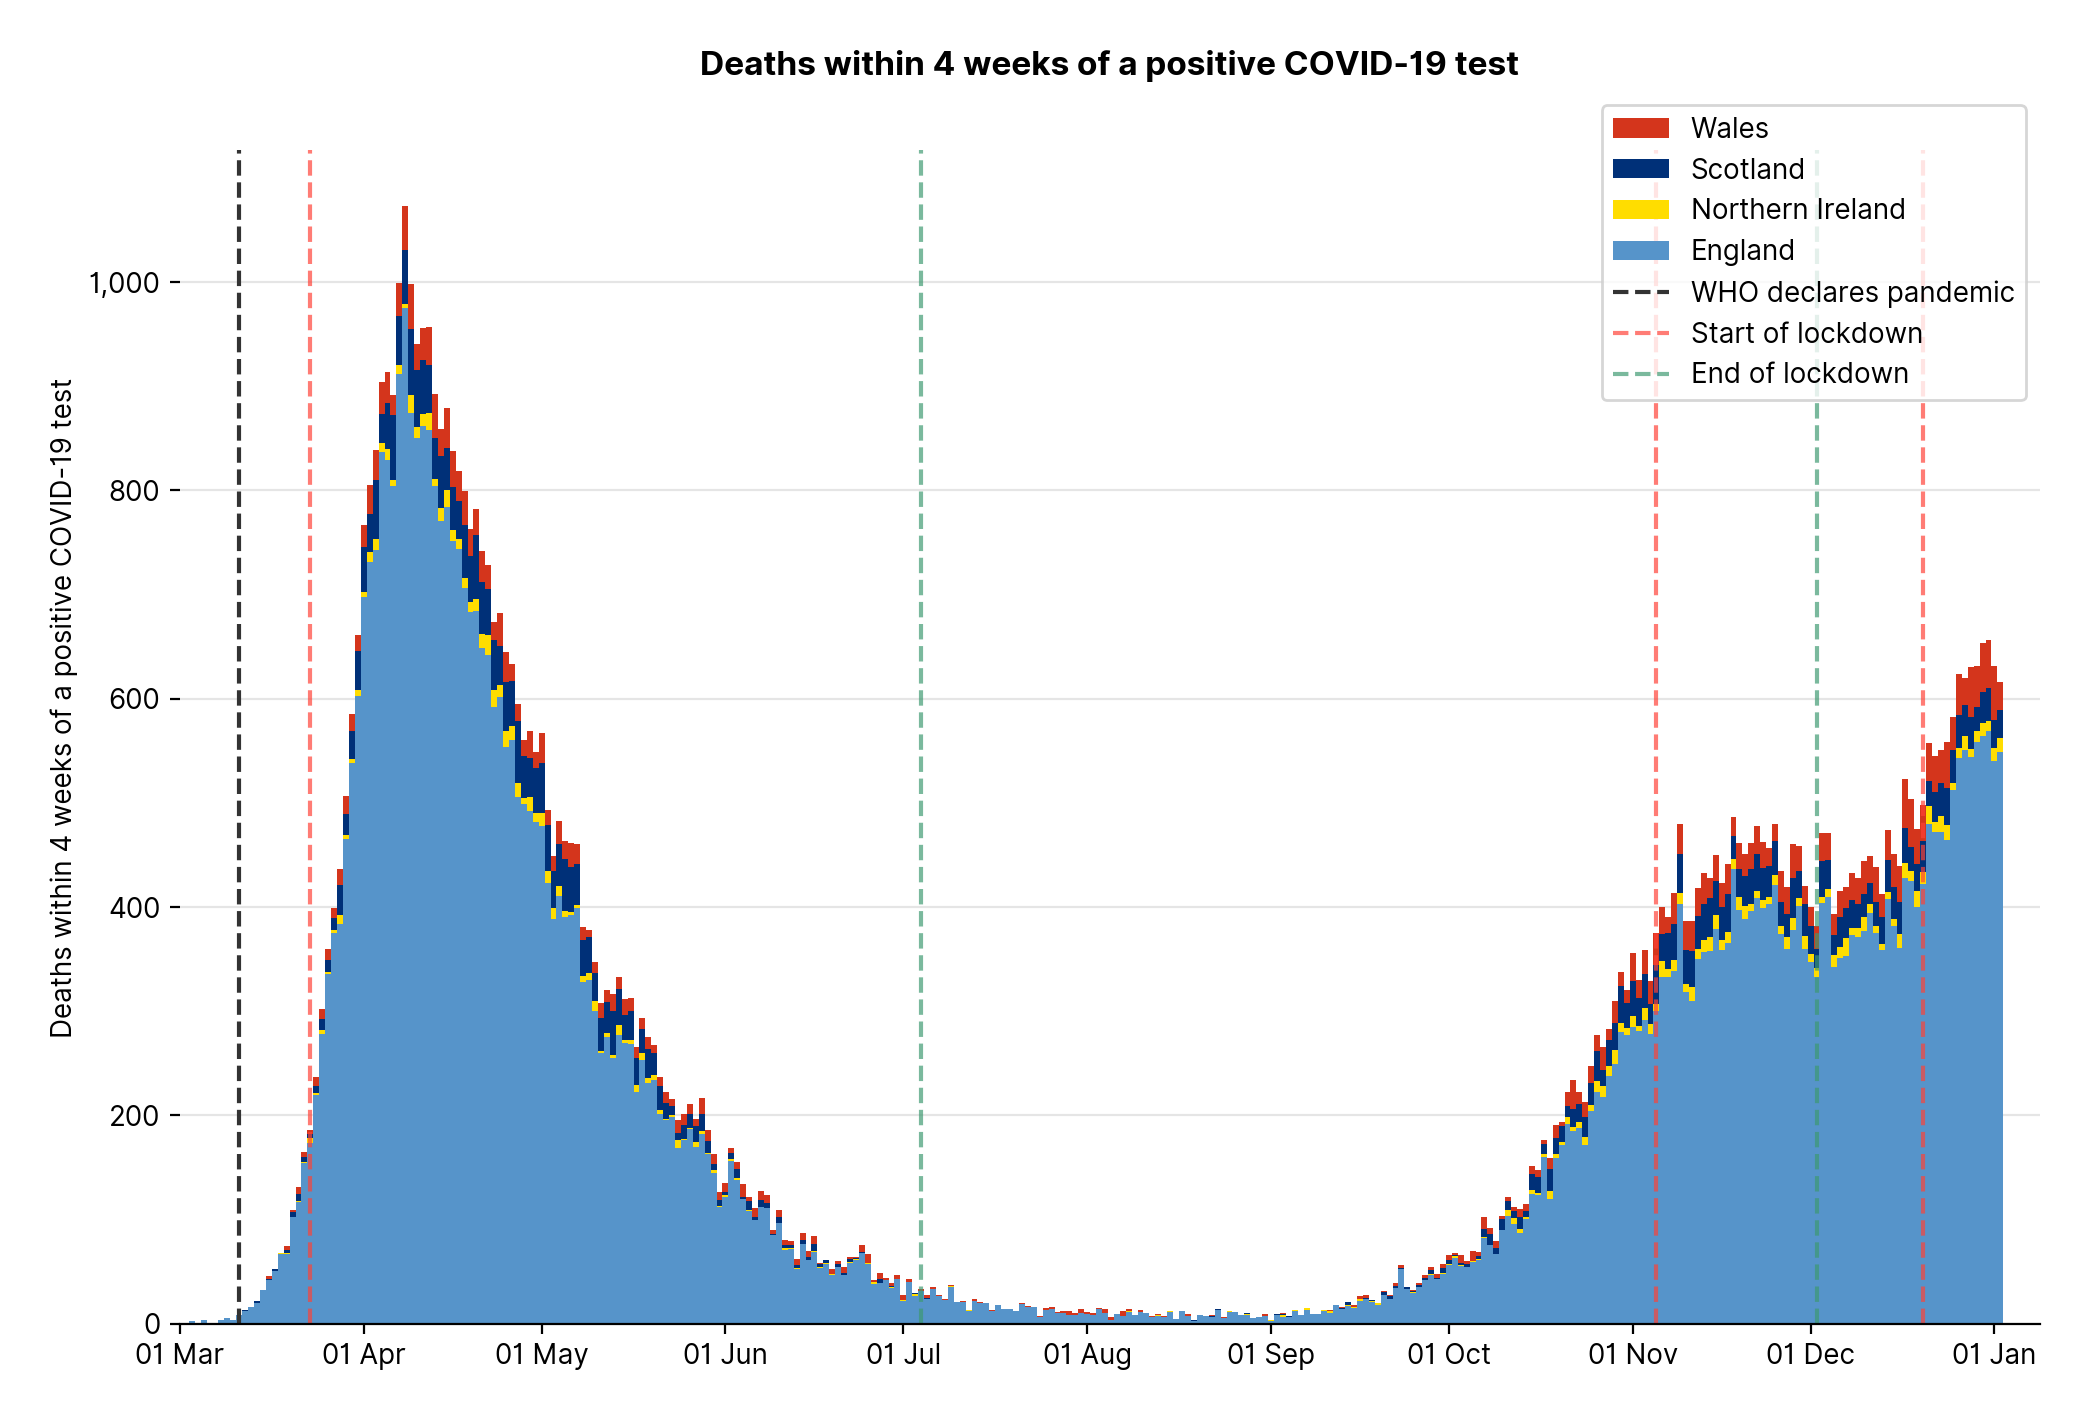 Deaths within 4 weeks of a positive COVID-19 test
Wales
Scotland
Northern Ireland
England
WHO declares pandemic
Start of lockdown
End of lockdown
Deaths within 4 weeks of a positive COVID-19 test
1,000
800
600
400
200
0
01 Mar 01 Apr 01 May 01 Jun 01 Jul 01 Aug 01 Sep 01 Oct 01 Nov 01 Dec 01 Jan